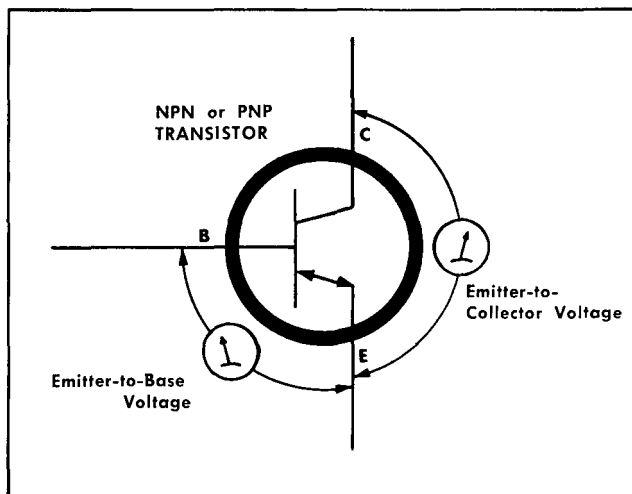 NPN or PNP
TRANSISTOR
C
B
Emitter-to-
Collector Voltage
E
Emitter-to-Base
Voltage